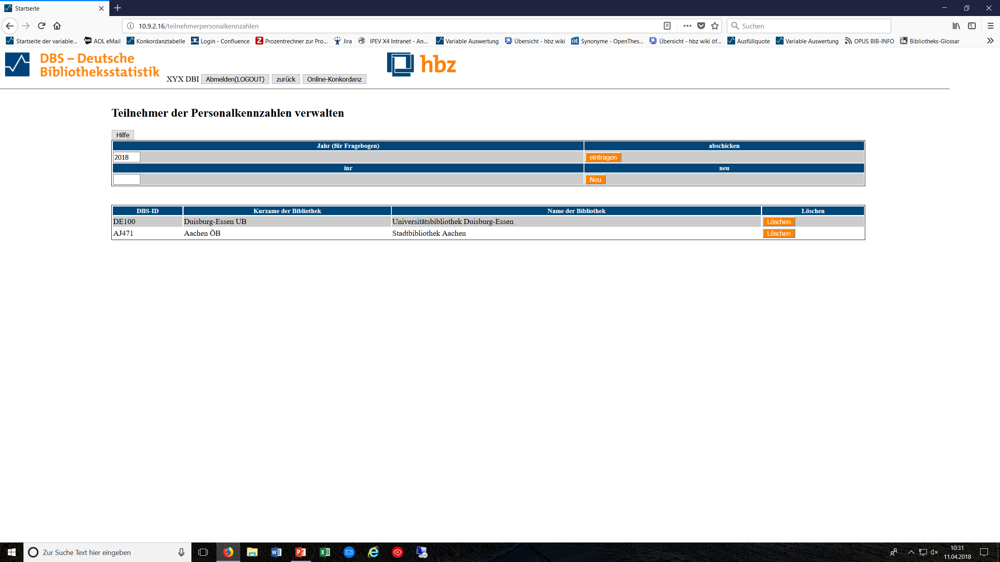 Startseite
10.9.2.16/teilnehmerpersonalkennzahlen
Suchen
Startseite der variable... AOL eMail Konkordanztabelle Login - Confluence Prozentrechner zur Pro... Jira IPEV X4 Intranet - An... Variable Auswertung Übersicht - hbz wiki Synonyme - OpenThes... Übersicht - hbz wiki öf... Ausfüllquote Variable Auswertung OPUS BIB-INFO Bibliotheks-Glossar
DBS – Deutsche
Bibliotheksstatistik
hbz
XYX DBI Abmelden(LOGOUT) zurück Online-Konkordanz
Teilnehmer der Personalkennzahlen verwalten
Hilfe
Jahr (für Fragebogen) abschicken
2018 eintragen
inr neu
Neu
DBS-ID Kurzame der Bibliothek Name der Bibliothek Löschen
DE100 Duisburg-Essen UB Universitätsbibliothek Duisburg-Essen Löschen
AJ471 Aachen ÖB Stadtbibliothek Aachen Löschen
Zur Suche Text hier eingeben
10:31
11.04.2018